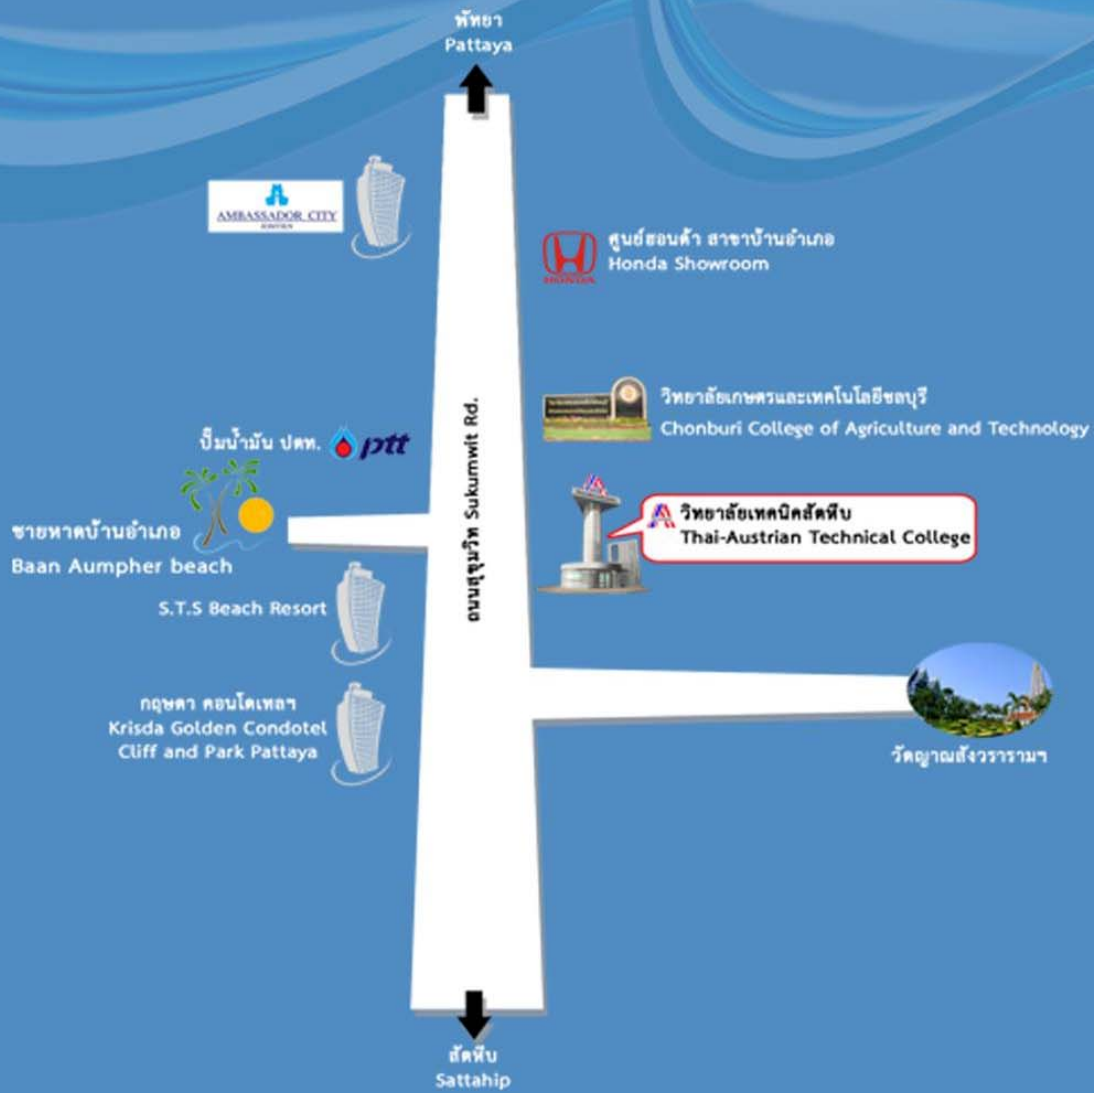 พัทยา
Pattaya
AMBASSADOR CITY
JOMTIEN
HONDA
ศูนย์ฮอนด้า สาขาบ้านอำเภอ
Honda Showroom
วิทยาลัยเกษตรและเทคโนโลยีชลบุรี
Chonburi College of Agriculture and Technology
ปั๊มน้ำมัน ปตท.
ptt
ถนนสุขุมวิท Sukumwit Rd.
วิทยาลัยเทคนิคสัตหีบ
Thai-Austrian Technical College
ชายหาดบ้านอำเภอ
Baan Aumpher beach
S.T.S Beach Resort
กฤษดา คอนโดเทลฯ
Krisda Golden Condotel
Cliff and Park Pattaya
วัดญาณสังวรารามฯ
สัตหีบ
Sattahip